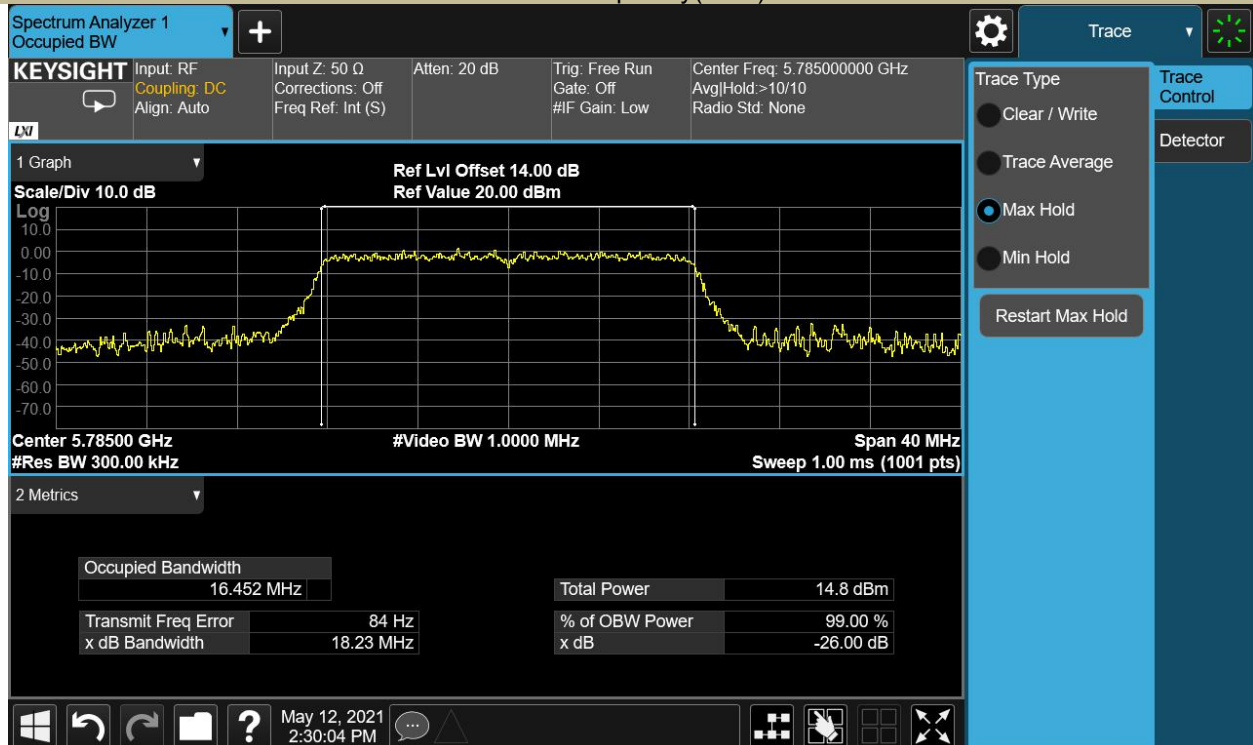 Spectrum Analyzer 1
Occupied BW
+
Trace
KEYSIGHT
LXI
Input: RF
Coupling: DC
Align: Auto
Input Z: 50 Ω
Corrections: Off
Freq Ref: Int (S)
Atten: 20 dB
Trig: Free Run
Gate: Off
#IF Gain: Low
Center Freq: 5.785000000 GHz
Avg|Hold:>10/10
Radio Std: None
Trace Type
Clear / Write
Trace Average
Max Hold
Min Hold
Restart Max Hold
Trace
Control
Detector
1 Graph
Scale/Div 10.0 dB
Ref Lvl Offset 14.00 dB
Ref Value 20.00 dBm
Log
10.0
0.00
-10.0
-20.0
-30.0
-40.0
-50.0
-60.0
-70.0
Center 5.78500 GHz
#Video BW 1.0000 MHz
Span 40 MHz
#Res BW 300.00 kHz
Sweep 1.00 ms (1001 pts)
2 Metrics
Occupied Bandwidth
16.452 MHz
Total Power 14.8 dBm
Transmit Freq Error 84 Hz
% of OBW Power 99.00 %
x dB Bandwidth 18.23 MHz
x dB -26.00 dB
?
May 12, 2021
2:30:04 PM